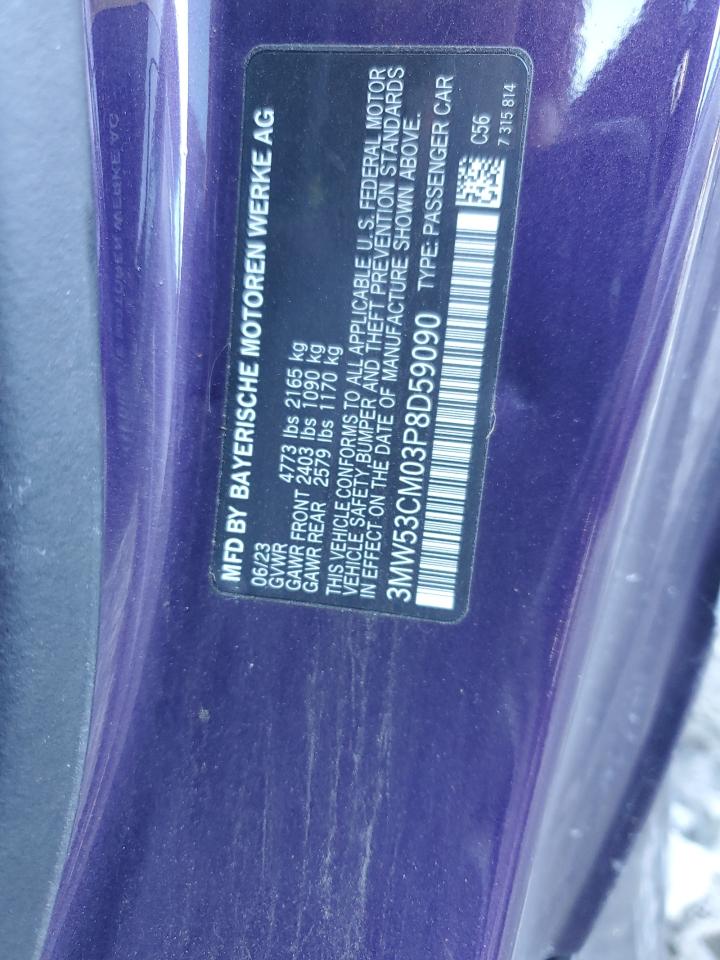 MFD BY BAYERISCHE MOTOREN WERKE AG
06/23
GVWR 4773 lbs 2165 kg
GAWR FRONT 2403 lbs 1090 kg
GAWR REAR 2579 lbs 1170 kg
THIS VEHICLE CONFORMS TO ALL APPLICABLE U. S. FEDERAL MOTOR
VEHICLE SAFETY BUMPER AND THEFT PREVENTION STANDARDS
IN EFFECT ON THE DATE OF MANUFACTURE SHOWN ABOVE.
3MW53CM03P8D59090 TYPE: PASSENGER CAR
C56
7 315 814